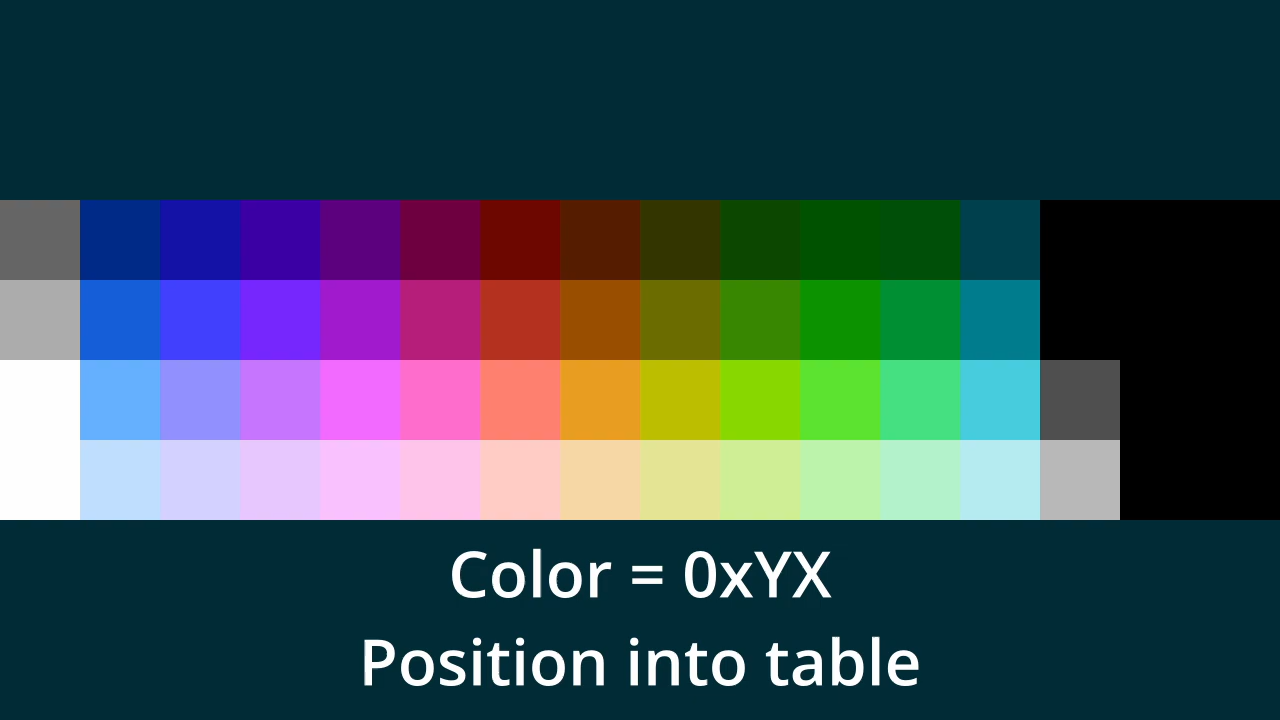 Color = 0xYX
Position into table